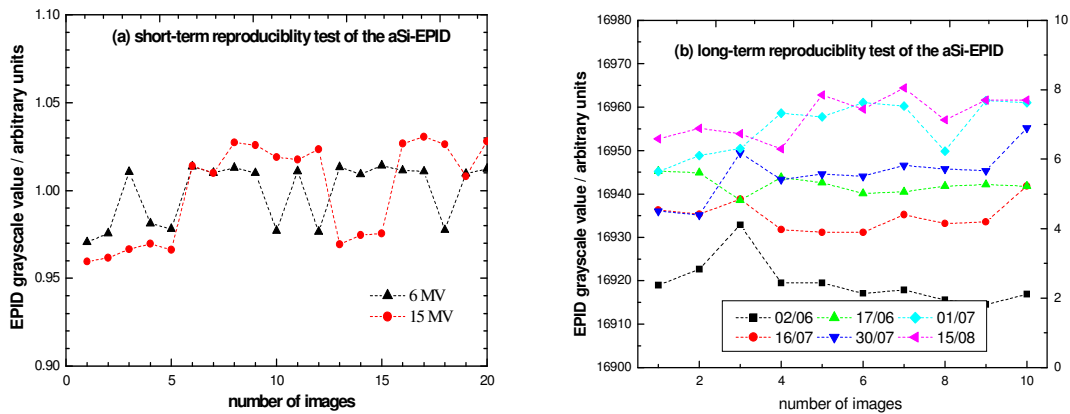 (a) short-term reproduciblity test of the aSi-EPID
EPID grayscale value / arbitrary units
1.10
1.05
1.00
0.95
0.90
6 MV
15 MV
0 5 10 15 20
number of images
(b) long-term reproduciblity test of the aSi-EPID
EPID grayscale value / arbitrary units
16980
16970
16960
16950
16940
16930
16920
16910
16900
10
8
6
4
2
0
02/06 17/06 01/07
16/07 30/07 15/08
2 4 6 8 10
number of images